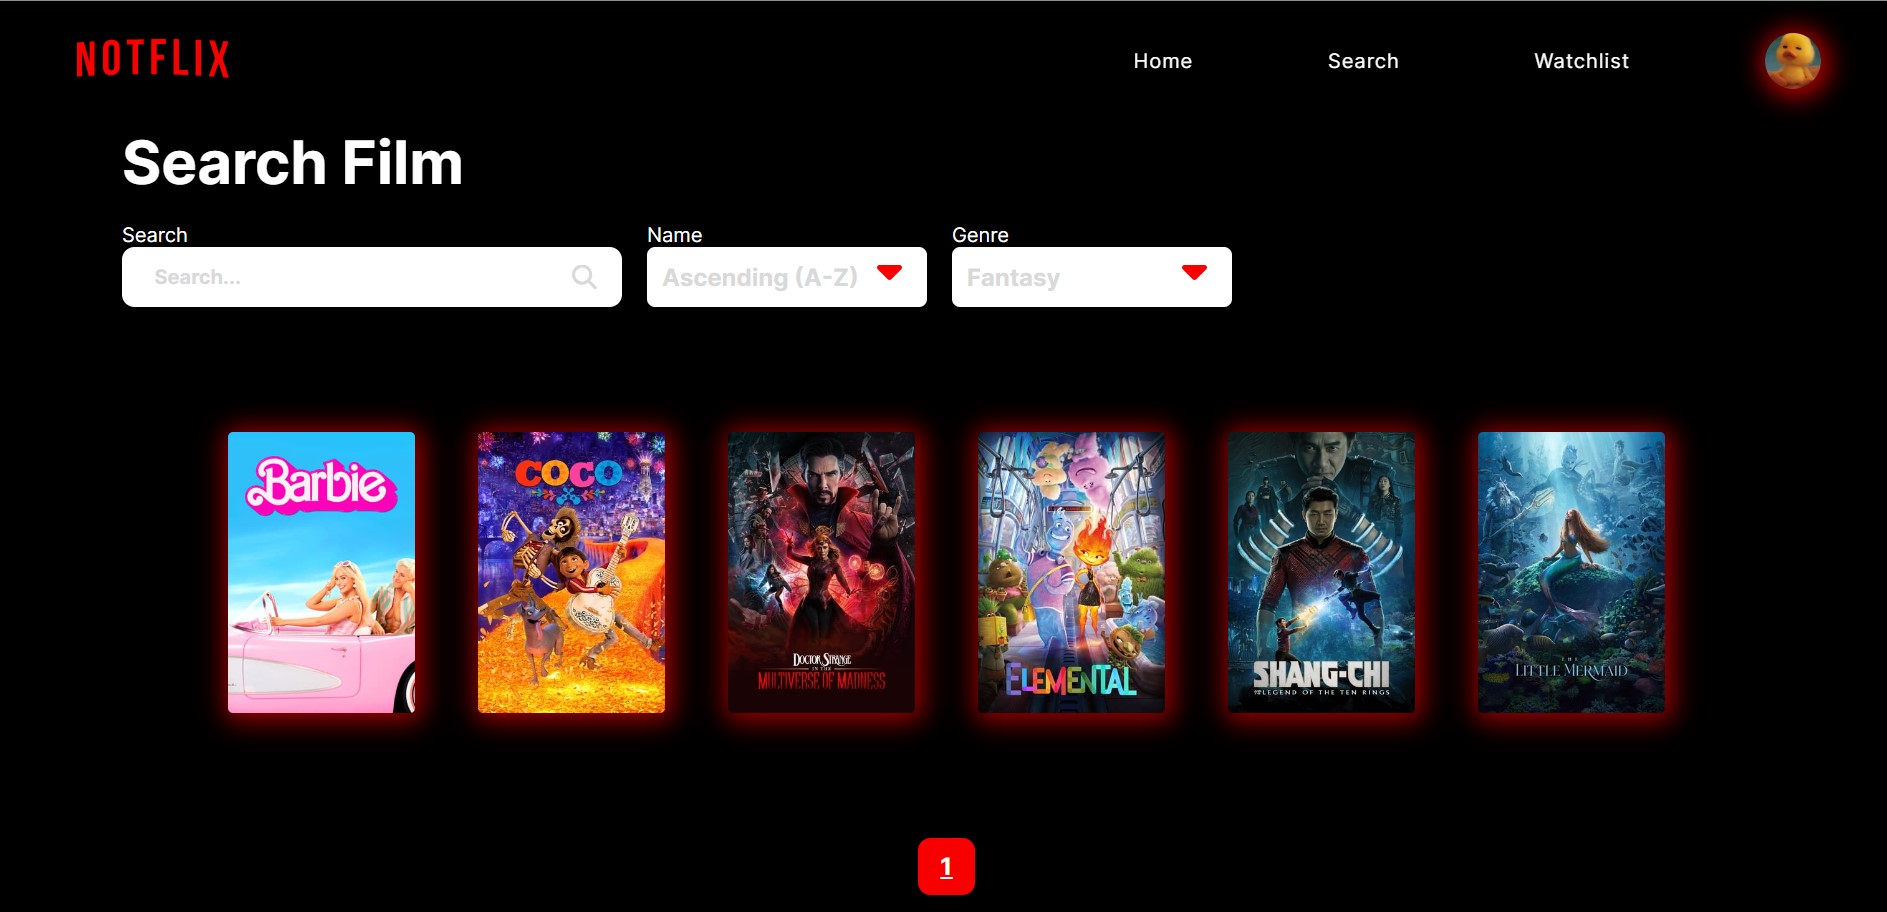 NOTFLIX
Home
Search
Watchlist
Search Film
Search
Name
Genre
Search...
Ascending (A-Z)
Fantasy
Barbie
COCO
DOCTOR STRANGE
IN THE
MULTIVERSE OF MADNESS
ELEMENTAL
SHANG-CHI
AND THE LEGEND OF THE TEN RINGS
THE
LITTLE MERMAID
1